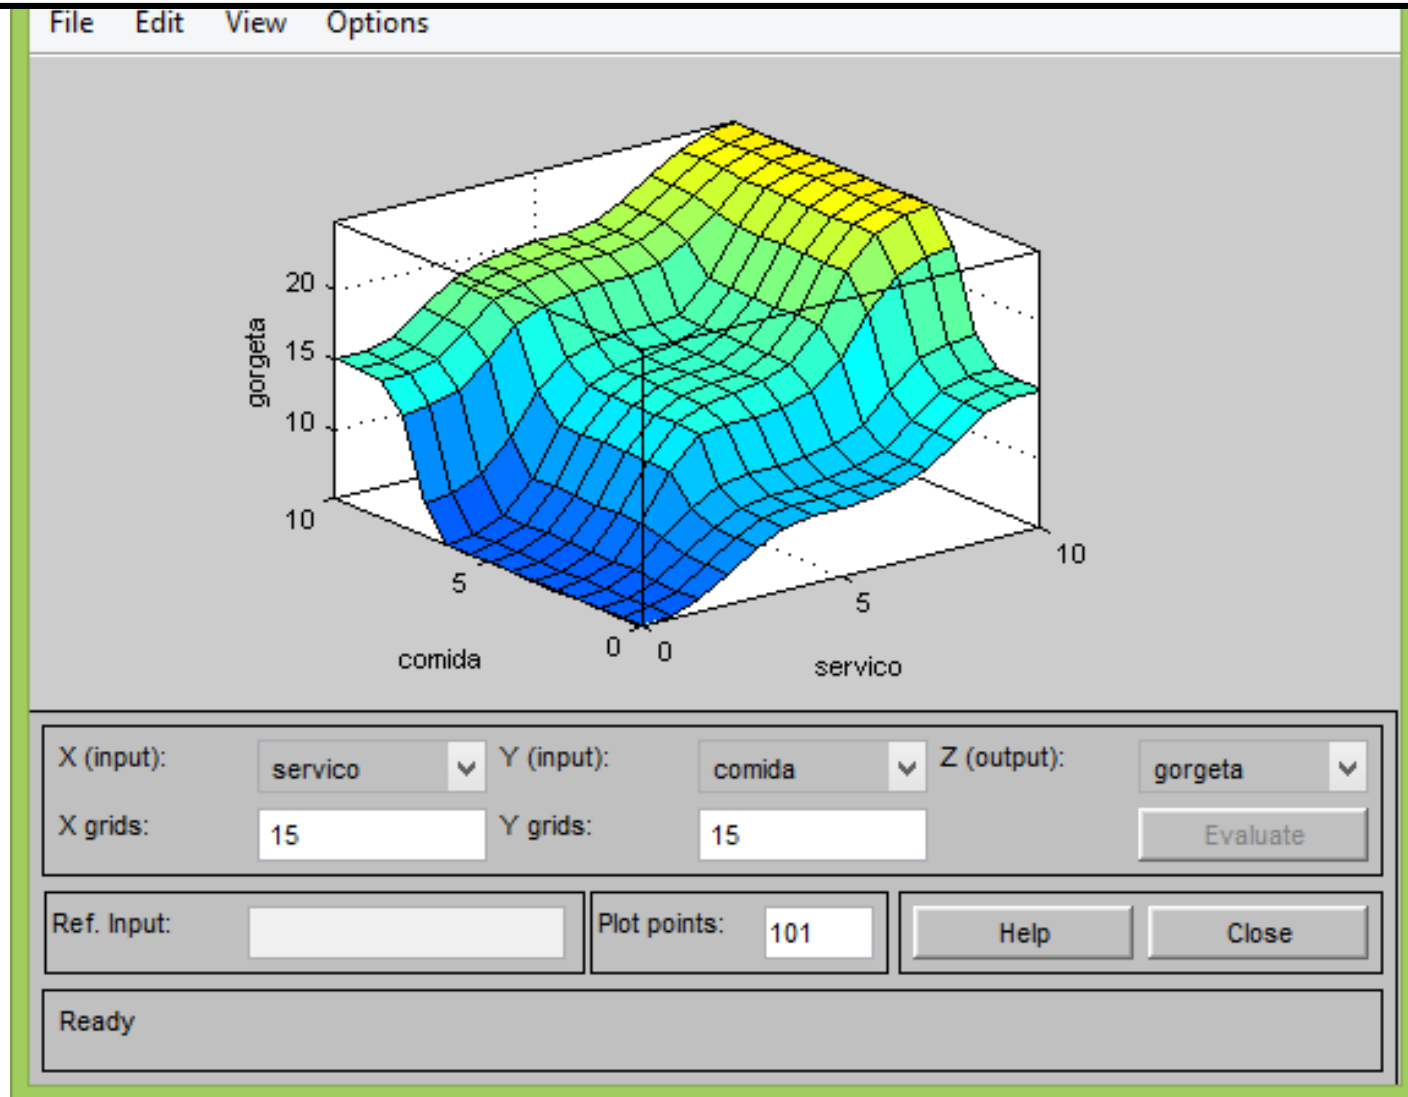 File Edit View Options
20
15
10
gorgeta
10
5
0
comida
0
5
10
servico
X (input): servico Y (input): comida Z (output): gorgeta
X grids: 15 Y grids: 15 Evaluate
Ref. Input: Plot points: 101 Help Close
Ready